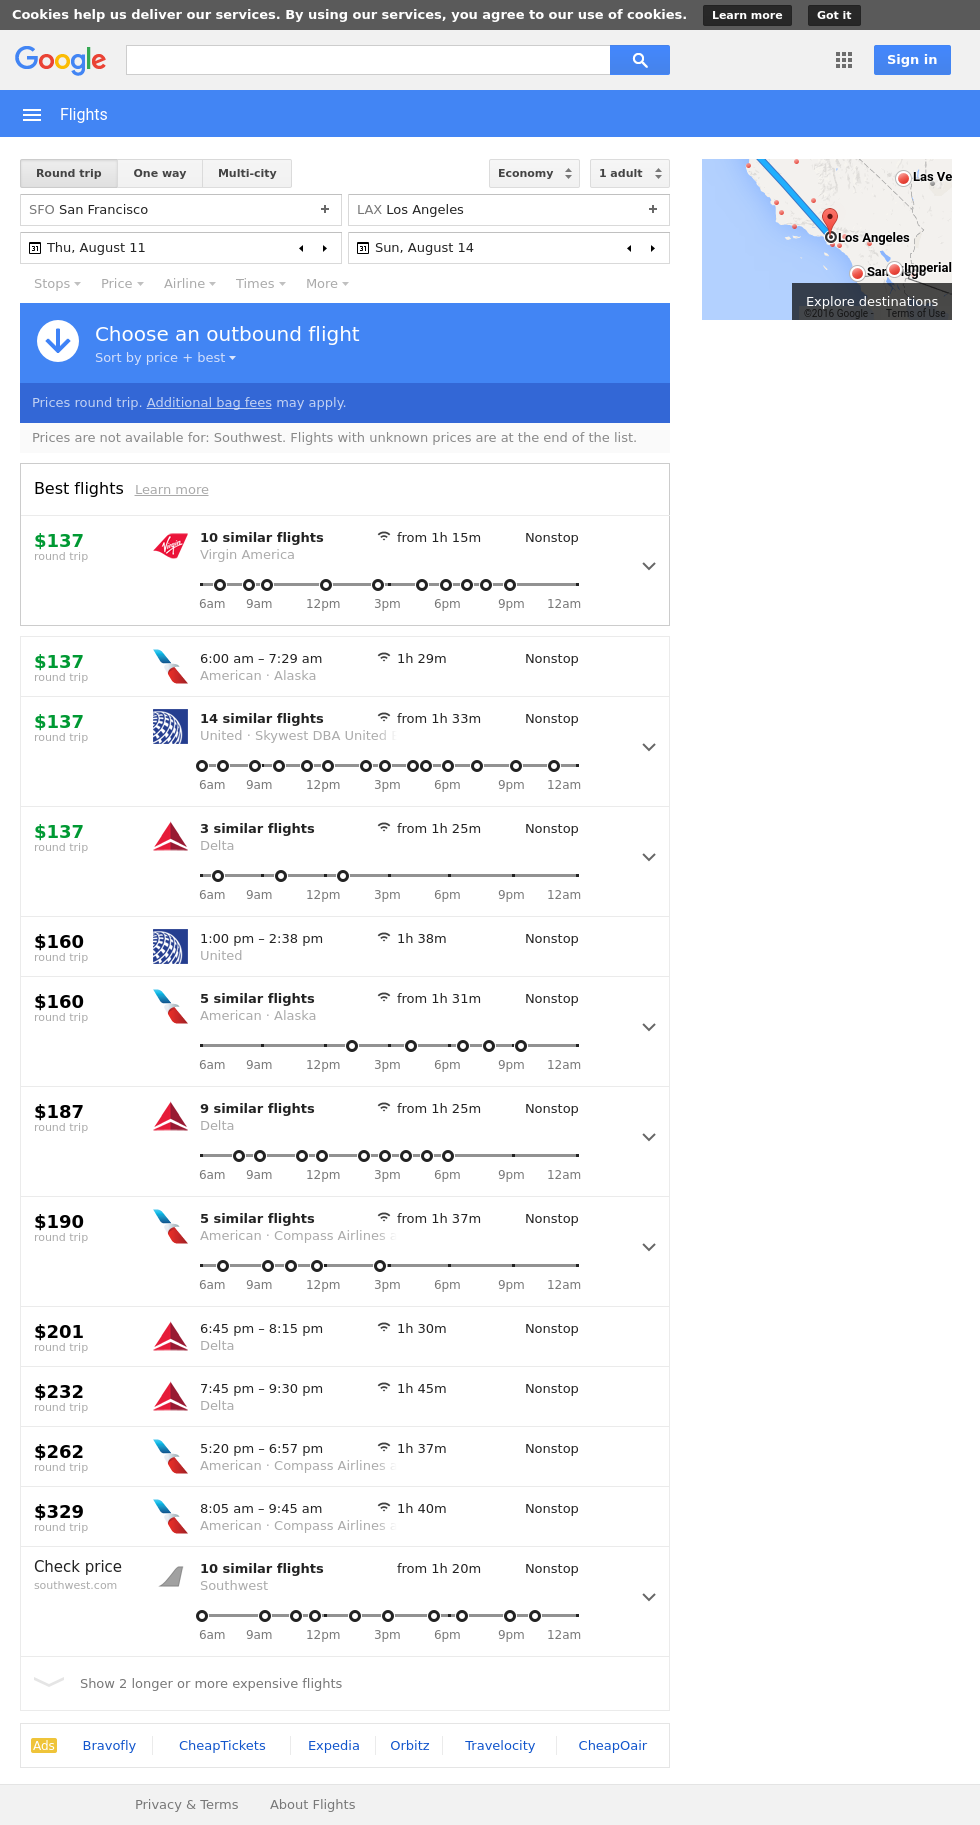 Cookies help us deliver our services. By using our services, you agree to our use of cookies. Learn more Got it
Google Sign in
Flights
Round trip One way Multi-city Economy 1 adult
SFO San Francisco + LAX Los Angeles +
31 Thu, August 11 31 Sun, August 14
Stops Price Airline Times More
Las Ve
Los Angeles
San Diego Imperial
Explore destinations
©2016 Google - Terms of Use
Choose an outbound flight
Sort by price + best
Prices round trip. Additional bag fees may apply.
Prices are not available for: Southwest. Flights with unknown prices are at the end of the list.
Best flights Learn more
$137 10 similar flights from 1h 15m Nonstop
round trip Virgin America
6am 9am 12pm 3pm 6pm 9pm 12am
$137 6:00 am – 7:29 am 1h 29m Nonstop
round trip American · Alaska
$137 14 similar flights from 1h 33m Nonstop
round trip United · Skywest DBA United
6am 9am 12pm 3pm 6pm 9pm 12am
$137 3 similar flights from 1h 25m Nonstop
round trip Delta
6am 9am 12pm 3pm 6pm 9pm 12am
$160 1:00 pm – 2:38 pm 1h 38m Nonstop
round trip United
$160 5 similar flights from 1h 31m Nonstop
round trip American · Alaska
6am 9am 12pm 3pm 6pm 9pm 12am
$187 9 similar flights from 1h 25m Nonstop
round trip Delta
6am 9am 12pm 3pm 6pm 9pm 12am
$190 5 similar flights from 1h 37m Nonstop
round trip American · Compass Airlines a
6am 9am 12pm 3pm 6pm 9pm 12am
$201 6:45 pm – 8:15 pm 1h 30m Nonstop
round trip Delta
$232 7:45 pm – 9:30 pm 1h 45m Nonstop
round trip Delta
$262 5:20 pm – 6:57 pm 1h 37m Nonstop
round trip American · Compass Airlines a
$329 8:05 am – 9:45 am 1h 40m Nonstop
round trip American · Compass Airlines a
Check price 10 similar flights from 1h 20m Nonstop
southwest.com Southwest
6am 9am 12pm 3pm 6pm 9pm 12am
Show 2 longer or more expensive flights
Ads Bravofly CheapTickets Expedia Orbitz Travelocity CheapOair
Privacy & Terms About Flights